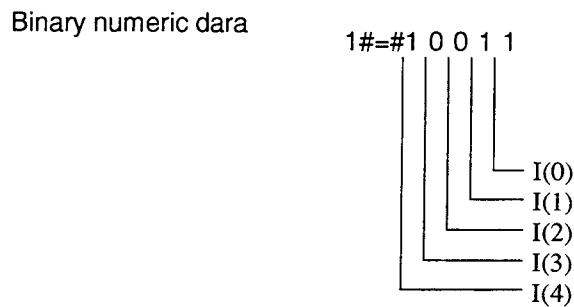 Binary numeric dara
1#=#1 0 0 1 1
I(0)
I(1)
I(2)
I(3)
I(4)